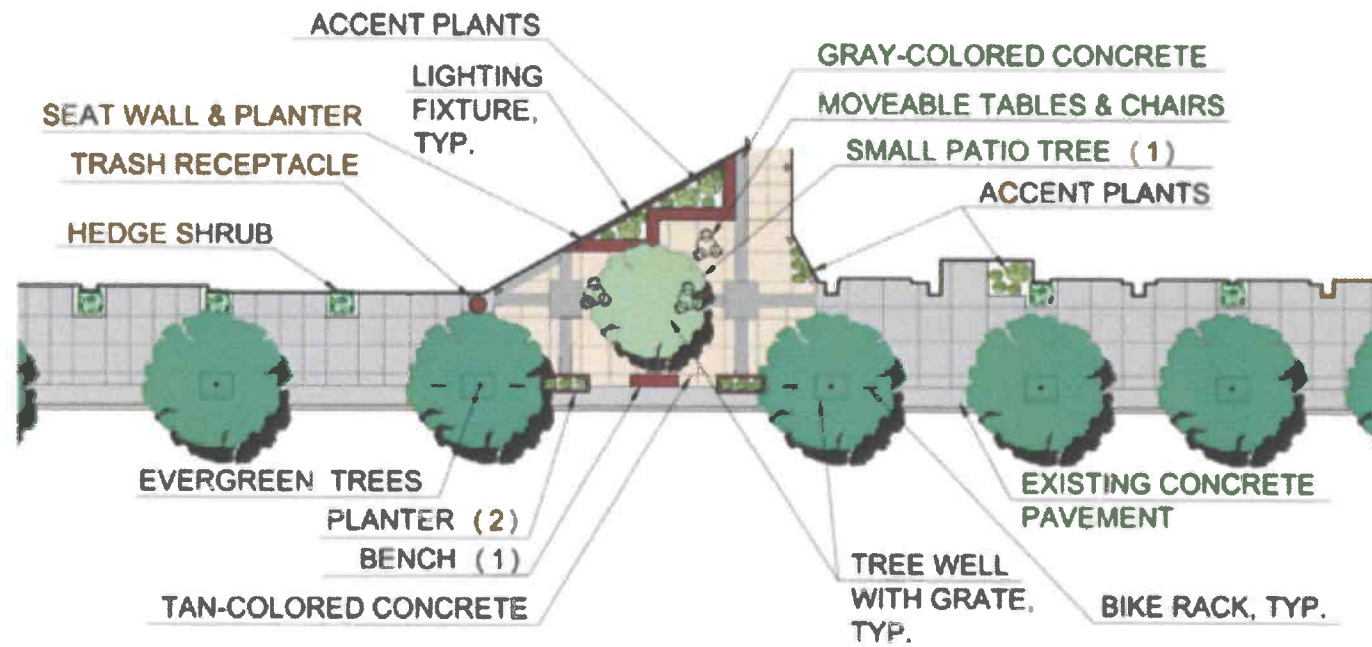 ACCENT PLANTS
LIGHTING
FIXTURE,
TYP.
SEAT WALL & PLANTER
TRASH RECEPTACLE
HEDGE SHRUB
GRAY-COLORED CONCRETE
MOVEABLE TABLES & CHAIRS
SMALL PATIO TREE (1)
ACCENT PLANTS
EVERGREEN TREES
PLANTER (2)
BENCH (1)
TAN-COLORED CONCRETE
TREE WELL
WITH GRATE,
TYP.
EXISTING CONCRETE
PAVEMENT
BIKE RACK, TYP.